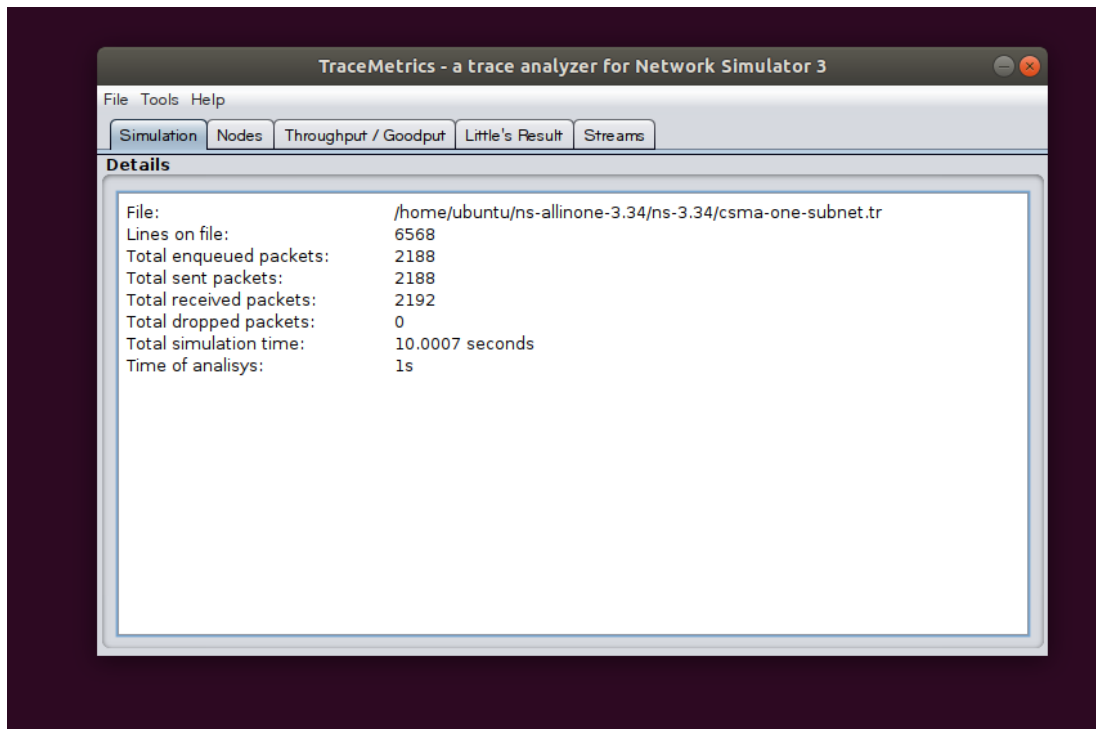 TraceMetrics - a trace analyzer for Network Simulator 3
File Tools Help
Simulation Nodes Throughput / Goodput Little's Result Streams
Details
File: /home/ubuntu/ns-allinone-3.34/ns-3.34/csma-one-subnet.tr
Lines on file: 6568
Total enqueued packets: 2188
Total sent packets: 2188
Total received packets: 2192
Total dropped packets: 0
Total simulation time: 10.0007 seconds
Time of analisys: 1s